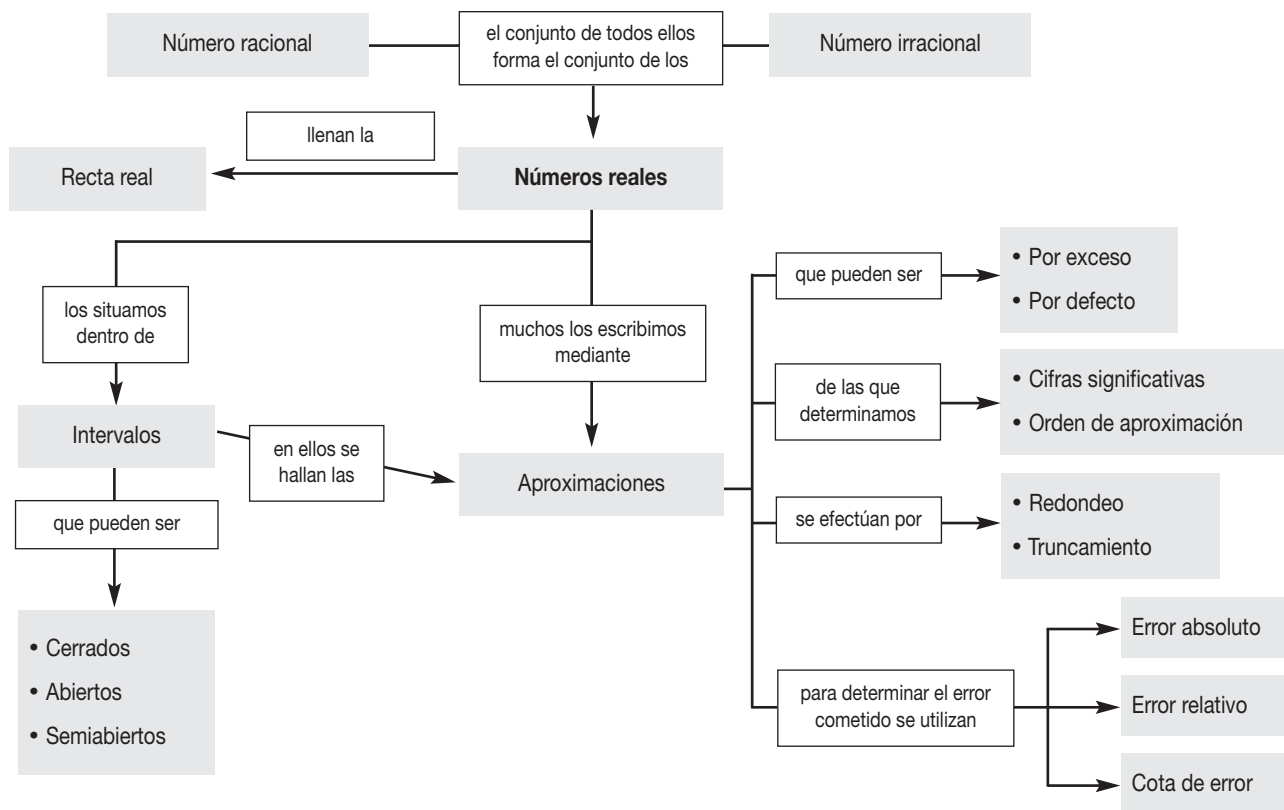 Número racional
el conjunto de todos ellos
forma el conjunto de los
Número irracional
llenan la
Recta real
Números reales
los situamos
dentro de
muchos los escribimos
mediante
que pueden ser
• Por exceso
• Por defecto
de las que
determinamos
• Cifras significativas
• Orden de aproximación
Intervalos
en ellos se
hallan las
Aproximaciones
se efectúan por
• Redondeo
• Truncamiento
que pueden ser
• Cerrados
• Abiertos
• Semiabiertos
para determinar el error
cometido se utilizan
Error absoluto
Error relativo
Cota de error